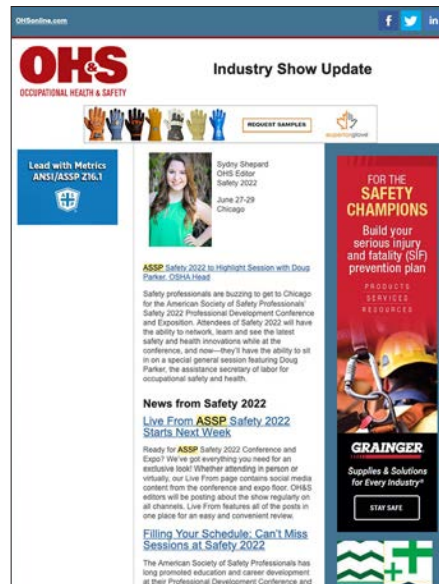 OHSonline.com
OH&S
OCCUPATIONAL HEALTH & SAFETY
Industry Show Update
REQUEST SAMPLES
superiorglove
Lead with Metrics
ANSI/ASSP Z16.1
Sydny Shepard
OHS Editor
Safety 2022
June 27-29
Chicago
ASSP Safety 2022 to Highlight Session with Doug
Parker, OSHA Head
Safety professionals are buzzing to get to Chicago
for the American Society of Safety Professionals'
Safety 2022 Professional Development Conference
and Exposition. Attendees of Safety 2022 will have
the ability to network, learn and see the latest
safety and health innovations while at the
conference, and now—they'll have the ability to sit
in on a special general session featuring Doug
Parker, the assistance secretary of labor for
occupational safety and health.
News from Safety 2022
Live From ASSP Safety 2022
Starts Next Week
Ready for ASSP Safety 2022 Conference and
Expo? We've got everything you need for an
exclusive look! Whether attending in person or
virtually, our Live From page contains social media
content from the conference and expo floor. OH&S
editors will be posting about the show regularly on
all channels. Live From features all of the posts in
one place for an easy and convenient review.
Filling Your Schedule: Can't Miss
Sessions at Safety 2022
The American Society of Safety Professionals has
long promoted education and career development
at their Professional Development Conference and
FOR THE
SAFETY
CHAMPIONS
Build your
serious injury
and fatality (SIF)
prevention plan
PRODUCTS
SERVICES
RESOURCES
GRAINGER
Supplies & Solutions
for Every Industry®
STAY SAFE